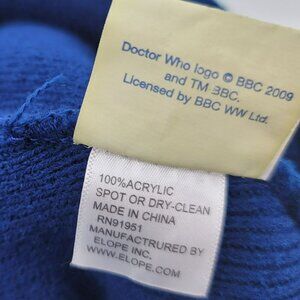 Doctor Who logo © BBC 2009
and TM BBC.
Licensed by BBC WW Ltd.
100%ACRYLIC
SPOT OR DRY-CLEAN
MADE IN CHINA
RN91951
MANUFACTRURED BY
ELOPE INC.
WWW.ELOPE.COM